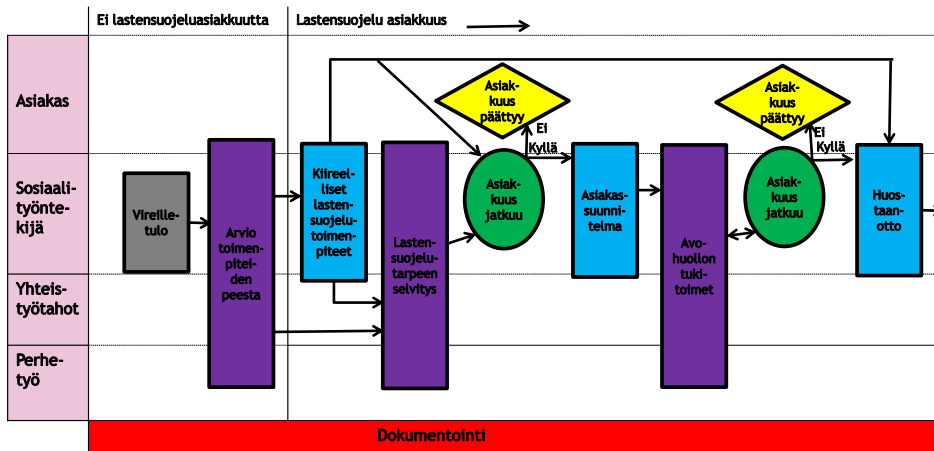 Ei lastensuojeluasiakkuutta
Lastensuojelu asiakkuus
Asiakas
Sosiaali-
työnte-
kijä
Yhteis-
työtahot
Perhe-
työ
Vireille-
tulo
Arvio
toimen-
piteiden
peesta
Kiireel-
liset
lasten-
suojelu-
toimen-
piteet
Lasten-
suojelu-
tarpeen
selvitys
Asiak-
kuus
päättyy
Ei
Kyllä
Asiak-
kuus
jatkuu
Asiakas-
suunni-
telma
Avo-
huollon
tuki-
toimet
Asiak-
kuus
päättyy
Ei
Kyllä
Asiak-
kuus
jatkuu
Huos-
taan-
otto
Dokumentointi